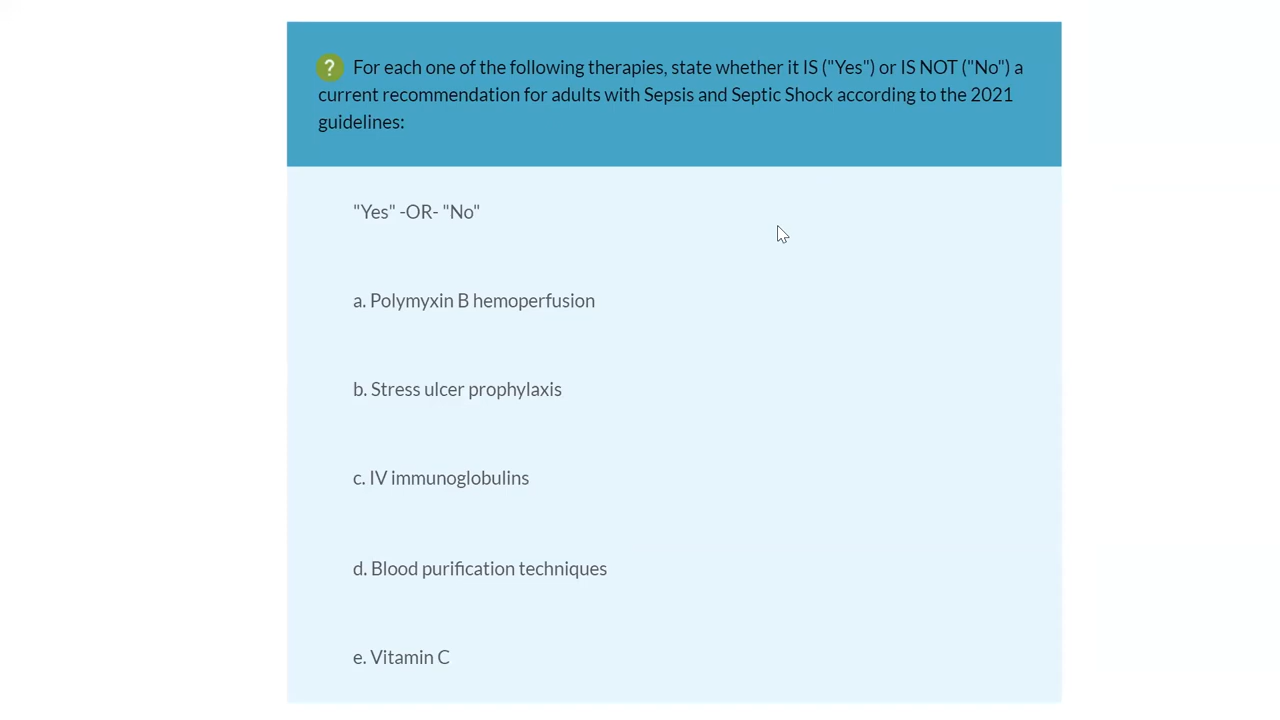 ? For each one of the following therapies, state whether it IS ("Yes") or IS NOT ("No") a
current recommendation for adults with Sepsis and Septic Shock according to the 2021
guidelines:
"Yes" -OR- "No"
a. Polymyxin B hemoperfusion
b. Stress ulcer prophylaxis
c. IV immunoglobulins
d. Blood purification techniques
e. Vitamin C